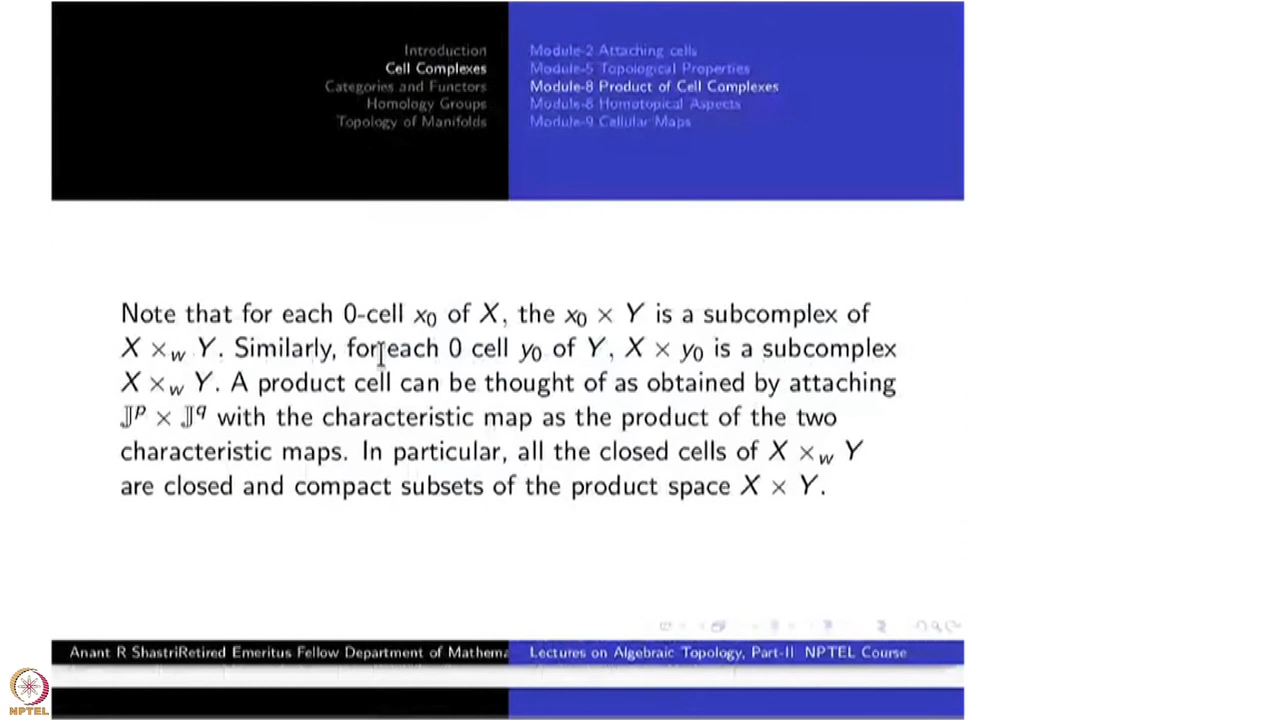 Introduction
Cell Complexes
Categories and Functors
Homology Groups
Topology of Manifolds
Module-2 Attaching cells
Module-5 Topological Properties
Module-8 Product of Cell Complexes
Module-8 Homotopical Aspects
Module-9 Cellular Maps
Note that for each 0-cell x₀ of X, the x₀ × Y is a subcomplex of
X ×_w Y. Similarly, for each 0 cell y₀ of Y, X × y₀ is a subcomplex
X ×_w Y. A product cell can be thought of as obtained by attaching
𝕁ᵖ × 𝕁^q with the characteristic map as the product of the two
characteristic maps. In particular, all the closed cells of X ×_w Y
are closed and compact subsets of the product space X × Y.
Anant R ShastriRetired Emeritus Fellow Department of Mathema
Lectures on Algebraic Topology, Part-II NPTEL Course
NPTEL